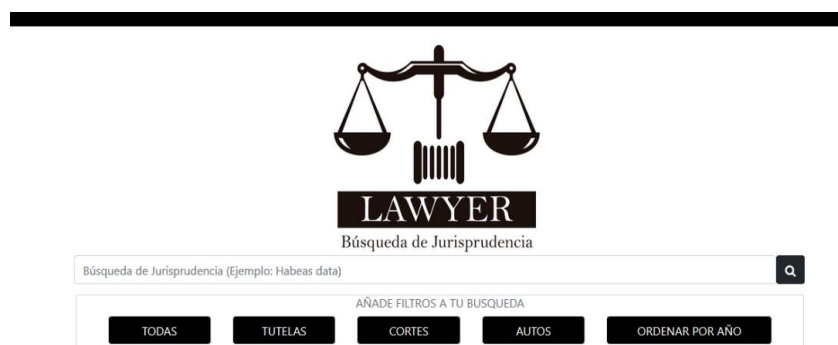 LAWYER
Búsqueda de Jurisprudencia
Búsqueda de Jurisprudencia (Ejemplo: Habeas data)
AÑADE FILTROS A TU BUSQUEDA
TODAS TUTELAS CORTES AUTOS ORDENAR POR AÑO